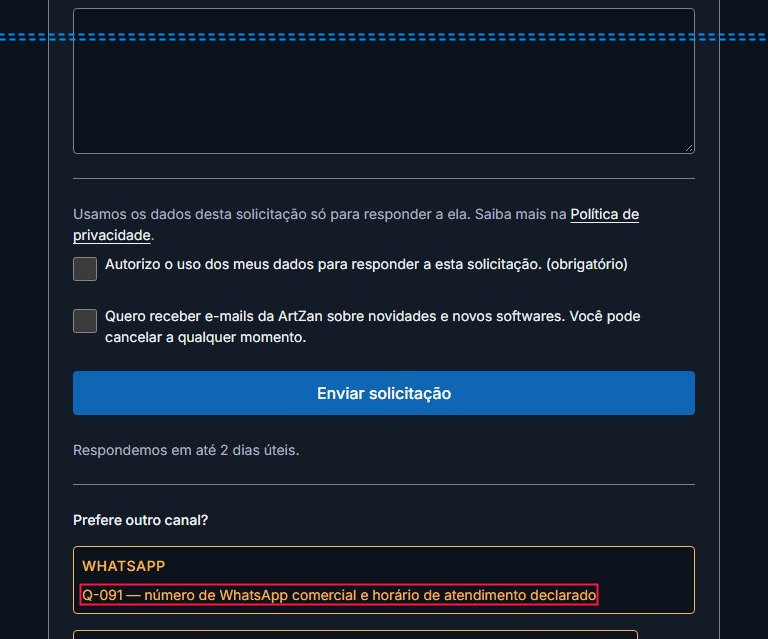 Usamos os dados desta solicitação só para responder a ela. Saiba mais na Política de
privacidade.
Autorizo o uso dos meus dados para responder a esta solicitação. (obrigatório)
Quero receber e-mails da ArtZan sobre novidades e novos softwares. Você pode
cancelar a qualquer momento.
Enviar solicitação
Respondemos em até 2 dias úteis.
Prefere outro canal?
WHATSAPP
Q-091 — número de WhatsApp comercial e horário de atendimento declarado